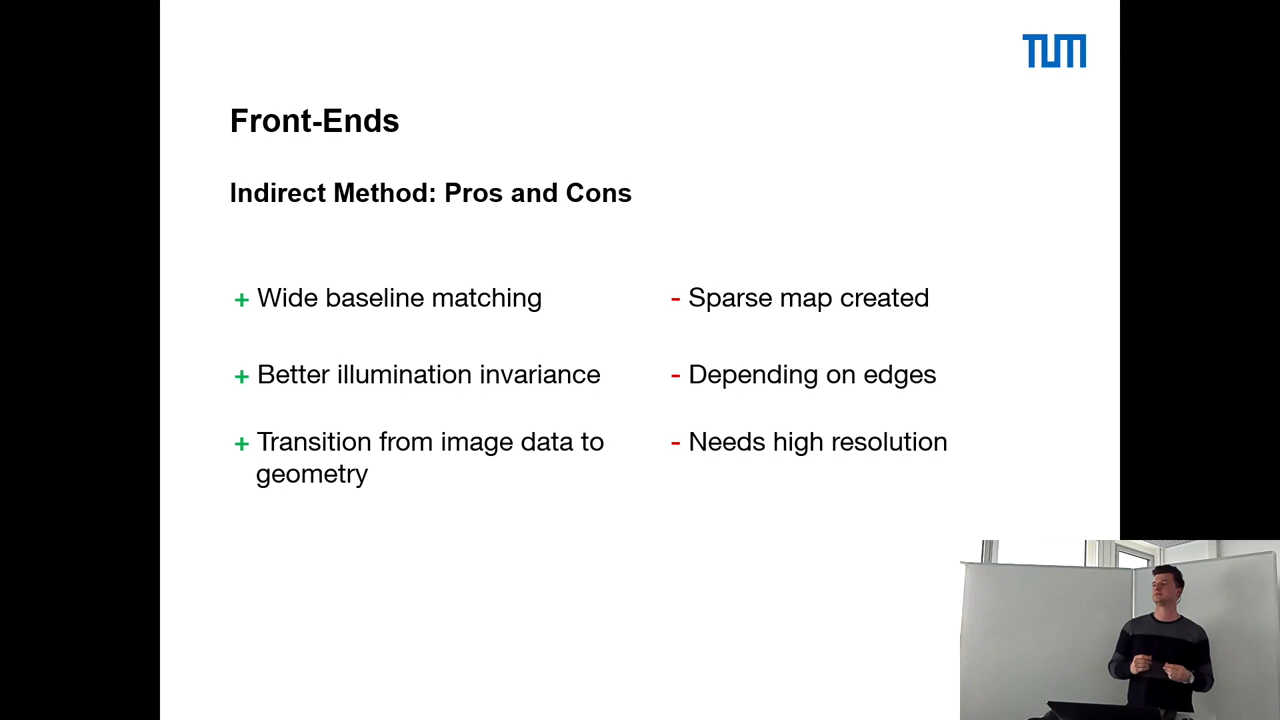 TUM
Front-Ends
Indirect Method: Pros and Cons
+ Wide baseline matching
- Sparse map created
+ Better illumination invariance
- Depending on edges
+ Transition from image data to
geometry
- Needs high resolution